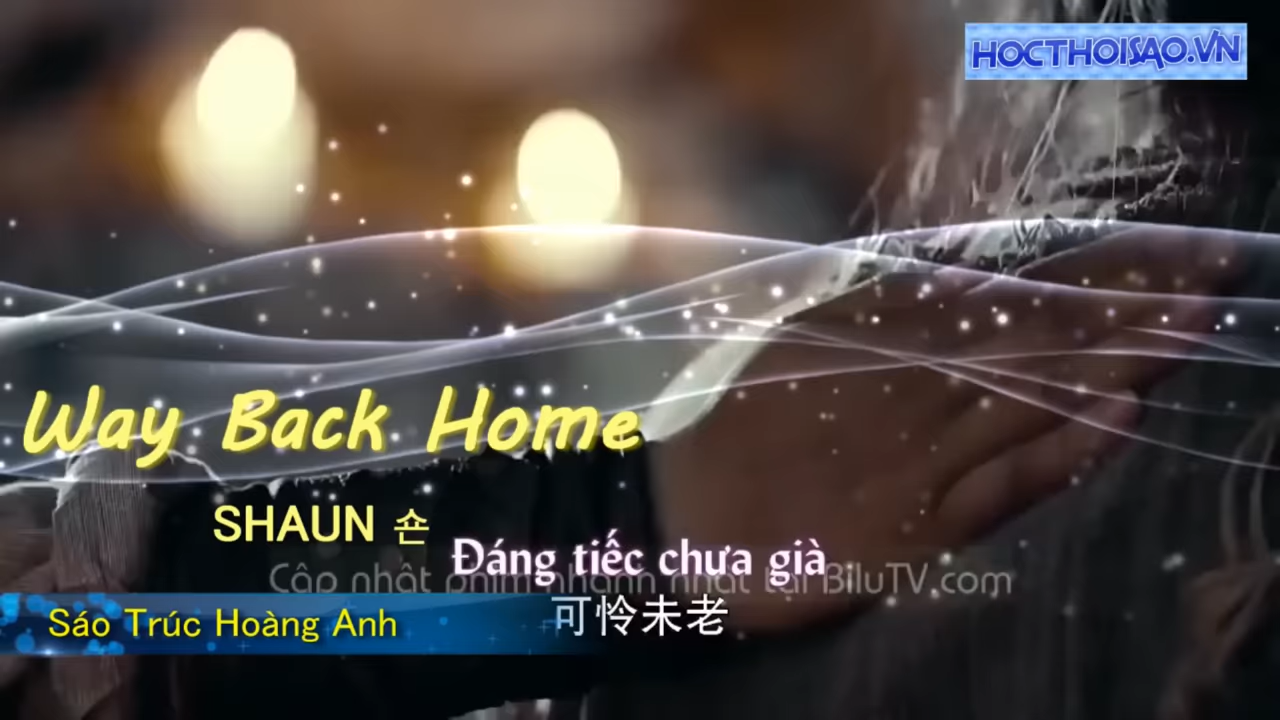 HOCTHOISAO.VN
Way Back Home
SHAUN 숀
Đáng tiếc chưa già
Cập nhật phim nhanh nhất tại BiluTV.com
Sáo Trúc Hoàng Anh
可怜未老